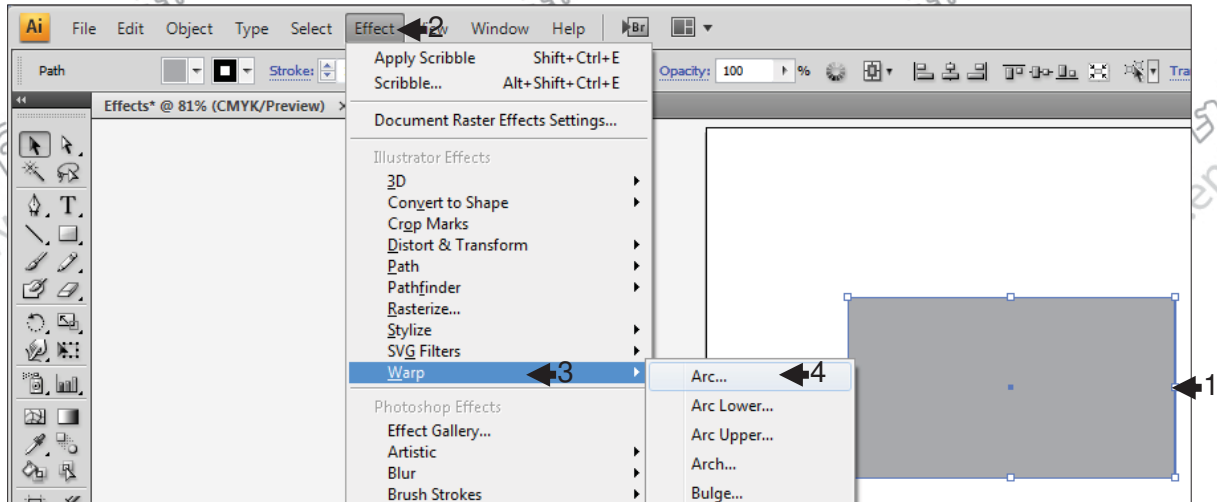 Ai File Edit Object Type Select Effect 2 View Window Help Br
Path Stroke: Opacity: 100 % Tra
Effects* @ 81% (CMYK/Preview) ×
Apply Scribble Shift+Ctrl+E
Scribble... Alt+Shift+Ctrl+E
Document Raster Effects Settings...
Illustrator Effects
3D
Convert to Shape
Crop Marks
Distort & Transform
Path
Pathfinder
Rasterize...
Stylize
SVG Filters
Warp 3
Arc... 4
1
Arc Lower...
Arc Upper...
Arch...
Bulge...
Photoshop Effects
Effect Gallery...
Artistic
Blur
Brush Strokes